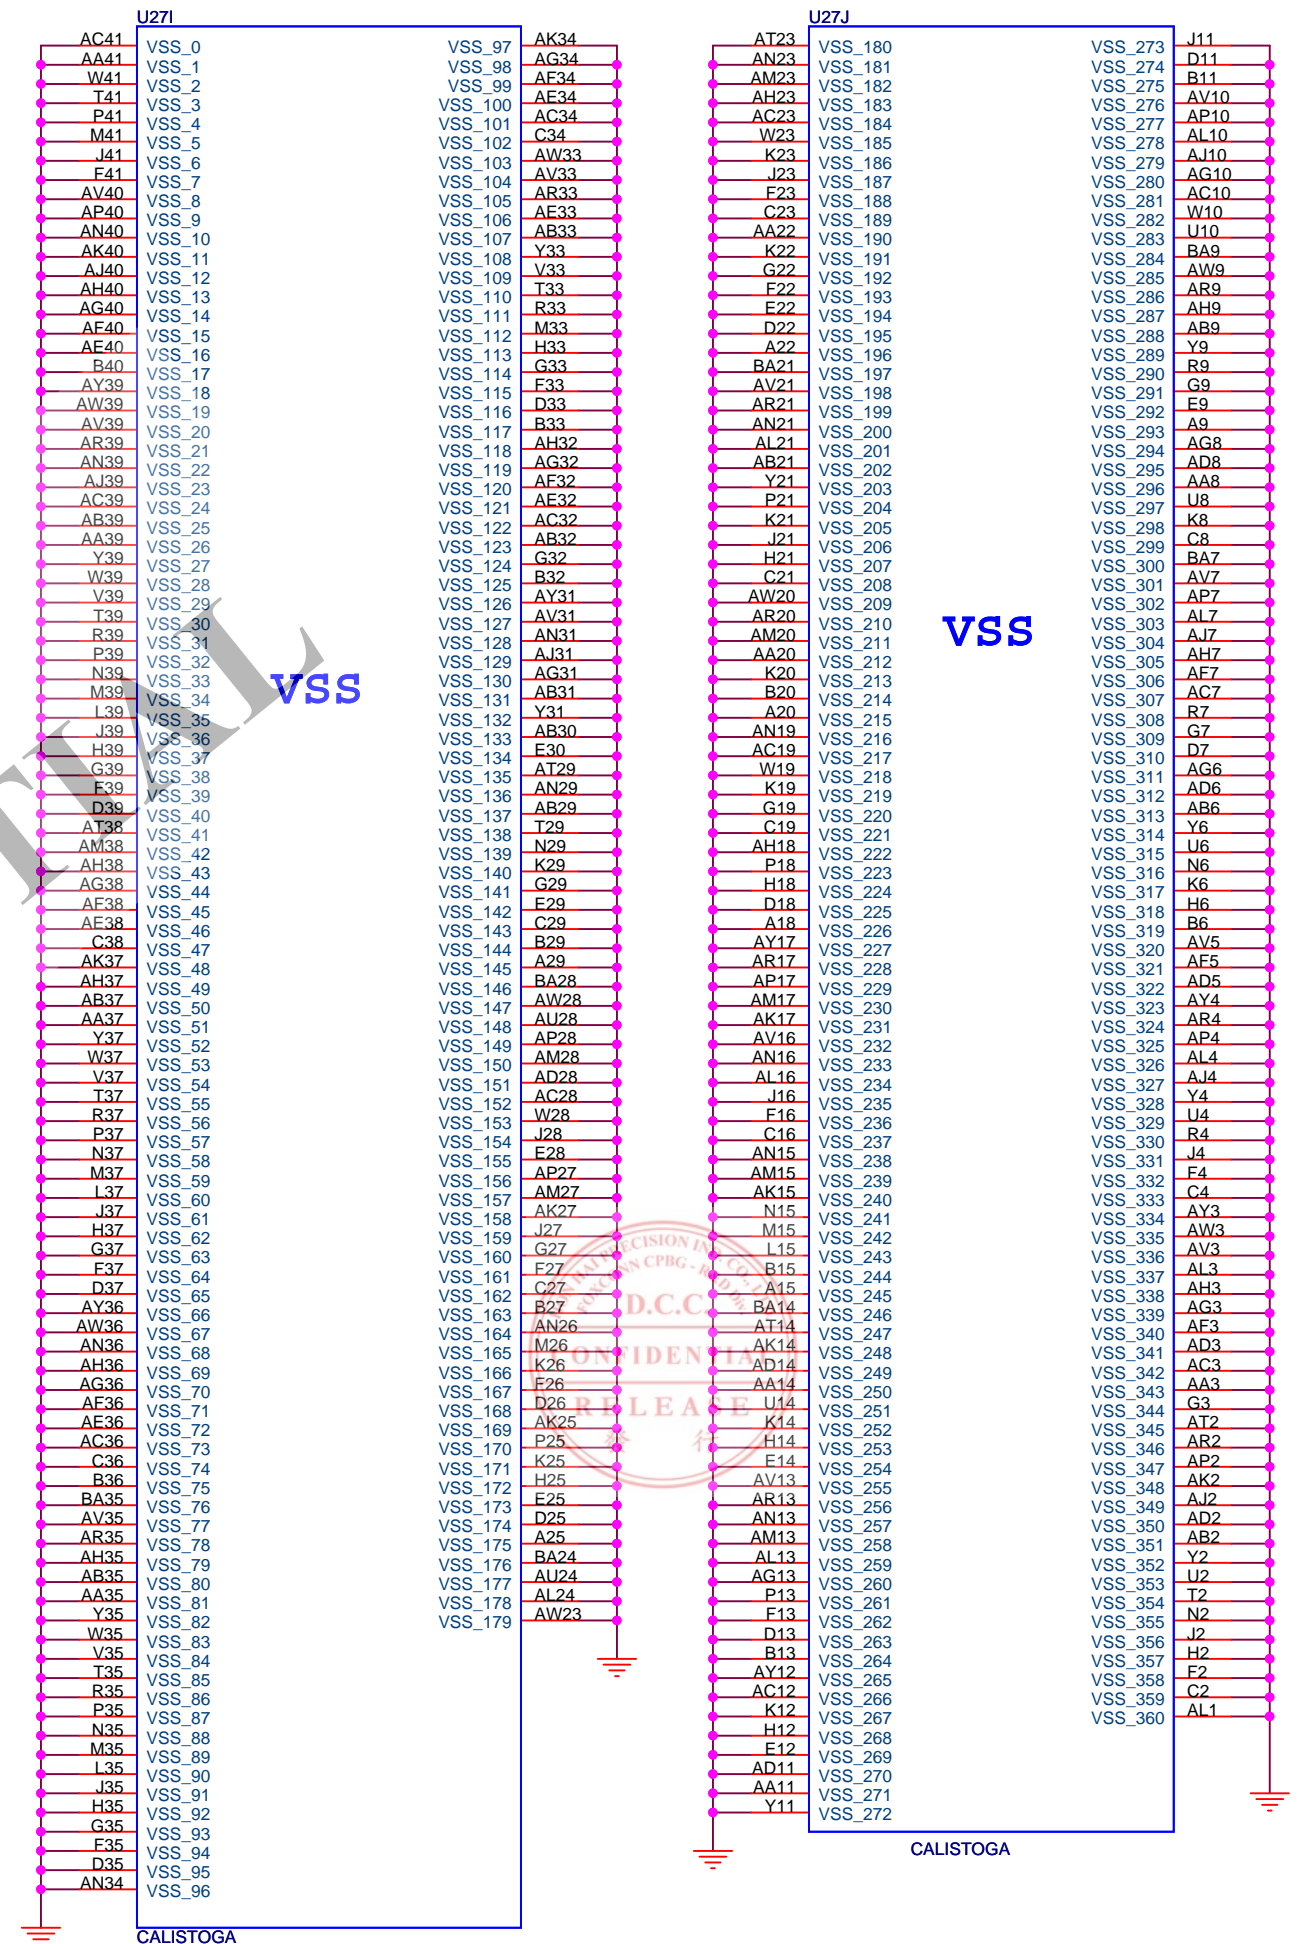 U27I
AC41 VSS_0
AA41 VSS_1
W41 VSS_2
T41 VSS_3
P41 VSS_4
M41 VSS_5
J41 VSS_6
F41 VSS_7
AV40 VSS_8
AP40 VSS_9
AN40 VSS_10
AK40 VSS_11
AJ40 VSS_12
AH40 VSS_13
AG40 VSS_14
AF40 VSS_15
AE40 VSS_16
B40 VSS_17
AY39 VSS_18
AW39 VSS_19
AV39 VSS_20
AR39 VSS_21
AN39 VSS_22
AJ39 VSS_23
AC39 VSS_24
AB39 VSS_25
AA39 VSS_26
Y39 VSS_27
W39 VSS_28
V39 VSS_29
T39 VSS_30
R39 VSS_31
P39 VSS_32
N39 VSS_33
M39 VSS_34
L39 VSS_35
J39 VSS_36
H39 VSS_37
G39 VSS_38
F39 VSS_39
D39 VSS_40
AT38 VSS_41
AM38 VSS_42
AH38 VSS_43
AG38 VSS_44
AF38 VSS_45
AE38 VSS_46
C38 VSS_47
AK37 VSS_48
AH37 VSS_49
AB37 VSS_50
AA37 VSS_51
Y37 VSS_52
W37 VSS_53
V37 VSS_54
T37 VSS_55
R37 VSS_56
P37 VSS_57
N37 VSS_58
M37 VSS_59
L37 VSS_60
J37 VSS_61
H37 VSS_62
G37 VSS_63
F37 VSS_64
D37 VSS_65
AY36 VSS_66
AW36 VSS_67
AN36 VSS_68
AH36 VSS_69
AG36 VSS_70
AF36 VSS_71
AE36 VSS_72
AC36 VSS_73
C36 VSS_74
B36 VSS_75
BA35 VSS_76
AV35 VSS_77
AR35 VSS_78
AH35 VSS_79
AB35 VSS_80
AA35 VSS_81
Y35 VSS_82
W35 VSS_83
V35 VSS_84
T35 VSS_85
R35 VSS_86
P35 VSS_87
N35 VSS_88
M35 VSS_89
L35 VSS_90
J35 VSS_91
H35 VSS_92
G35 VSS_93
F35 VSS_94
D35 VSS_95
AN34 VSS_96
VSS
VSS_97 AK34
VSS_98 AG34
VSS_99 AF34
VSS_100 AE34
VSS_101 AC34
VSS_102 C34
VSS_103 AW33
VSS_104 AV33
VSS_105 AR33
VSS_106 AE33
VSS_107 AB33
VSS_108 Y33
VSS_109 V33
VSS_110 T33
VSS_111 R33
VSS_112 M33
VSS_113 H33
VSS_114 G33
VSS_115 F33
VSS_116 D33
VSS_117 B33
VSS_118 AH32
VSS_119 AG32
VSS_120 AF32
VSS_121 AE32
VSS_122 AC32
VSS_123 AB32
VSS_124 G32
VSS_125 B32
VSS_126 AY31
VSS_127 AV31
VSS_128 AN31
VSS_129 AJ31
VSS_130 AG31
VSS_131 AB31
VSS_132 Y31
VSS_133 AB30
VSS_134 E30
VSS_135 AT29
VSS_136 AN29
VSS_137 AB29
VSS_138 T29
VSS_139 N29
VSS_140 K29
VSS_141 G29
VSS_142 E29
VSS_143 C29
VSS_144 B29
VSS_145 A29
VSS_146 BA28
VSS_147 AW28
VSS_148 AU28
VSS_149 AP28
VSS_150 AM28
VSS_151 AD28
VSS_152 AC28
VSS_153 W28
VSS_154 J28
VSS_155 E28
VSS_156 AP27
VSS_157 AM27
VSS_158 AK27
VSS_159 J27
VSS_160 G27
VSS_161 F27
VSS_162 C27
VSS_163 B27
VSS_164 AN26
VSS_165 M26
VSS_166 K26
VSS_167 F26
VSS_168 D26
VSS_169 AK25
VSS_170 P25
VSS_171 K25
VSS_172 H25
VSS_173 E25
VSS_174 D25
VSS_175 A25
VSS_176 BA24
VSS_177 AU24
VSS_178 AL24
VSS_179 AW23
CALISTOGA
U27J
AT23 VSS_180
AN23 VSS_181
AM23 VSS_182
AH23 VSS_183
AC23 VSS_184
W23 VSS_185
K23 VSS_186
J23 VSS_187
F23 VSS_188
C23 VSS_189
AA22 VSS_190
K22 VSS_191
G22 VSS_192
F22 VSS_193
E22 VSS_194
D22 VSS_195
A22 VSS_196
BA21 VSS_197
AV21 VSS_198
AR21 VSS_199
AN21 VSS_200
AL21 VSS_201
AB21 VSS_202
Y21 VSS_203
P21 VSS_204
K21 VSS_205
J21 VSS_206
H21 VSS_207
C21 VSS_208
AW20 VSS_209
AR20 VSS_210
AM20 VSS_211
AA20 VSS_212
K20 VSS_213
B20 VSS_214
A20 VSS_215
AN19 VSS_216
AC19 VSS_217
W19 VSS_218
K19 VSS_219
G19 VSS_220
C19 VSS_221
AH18 VSS_222
P18 VSS_223
H18 VSS_224
D18 VSS_225
A18 VSS_226
AY17 VSS_227
AR17 VSS_228
AP17 VSS_229
AM17 VSS_230
AK17 VSS_231
AV16 VSS_232
AN16 VSS_233
AL16 VSS_234
J16 VSS_235
F16 VSS_236
C16 VSS_237
AN15 VSS_238
AM15 VSS_239
AK15 VSS_240
N15 VSS_241
M15 VSS_242
L15 VSS_243
B15 VSS_244
A15 VSS_245
BA14 VSS_246
AT14 VSS_247
AK14 VSS_248
AD14 VSS_249
AA14 VSS_250
U14 VSS_251
K14 VSS_252
H14 VSS_253
E14 VSS_254
AV13 VSS_255
AR13 VSS_256
AN13 VSS_257
AM13 VSS_258
AL13 VSS_259
AG13 VSS_260
P13 VSS_261
F13 VSS_262
D13 VSS_263
B13 VSS_264
AY12 VSS_265
AC12 VSS_266
K12 VSS_267
H12 VSS_268
E12 VSS_269
AD11 VSS_270
AA11 VSS_271
Y11 VSS_272
VSS
VSS_273 J11
VSS_274 D11
VSS_275 B11
VSS_276 AV10
VSS_277 AP10
VSS_278 AL10
VSS_279 AJ10
VSS_280 AG10
VSS_281 AC10
VSS_282 W10
VSS_283 U10
VSS_284 BA9
VSS_285 AW9
VSS_286 AR9
VSS_287 AH9
VSS_288 AB9
VSS_289 Y9
VSS_290 R9
VSS_291 G9
VSS_292 E9
VSS_293 A9
VSS_294 AG8
VSS_295 AD8
VSS_296 AA8
VSS_297 U8
VSS_298 K8
VSS_299 C8
VSS_300 BA7
VSS_301 AV7
VSS_302 AP7
VSS_303 AL7
VSS_304 AJ7
VSS_305 AH7
VSS_306 AF7
VSS_307 AC7
VSS_308 R7
VSS_309 G7
VSS_310 D7
VSS_311 AG6
VSS_312 AD6
VSS_313 AB6
VSS_314 Y6
VSS_315 U6
VSS_316 N6
VSS_317 K6
VSS_318 H6
VSS_319 B6
VSS_320 AV5
VSS_321 AF5
VSS_322 AD5
VSS_323 AY4
VSS_324 AR4
VSS_325 AP4
VSS_326 AL4
VSS_327 AJ4
VSS_328 Y4
VSS_329 U4
VSS_330 R4
VSS_331 J4
VSS_332 F4
VSS_333 C4
VSS_334 AY3
VSS_335 AW3
VSS_336 AV3
VSS_337 AL3
VSS_338 AH3
VSS_339 AG3
VSS_340 AF3
VSS_341 AD3
VSS_342 AC3
VSS_343 AA3
VSS_344 G3
VSS_345 AT2
VSS_346 AR2
VSS_347 AP2
VSS_348 AK2
VSS_349 AJ2
VSS_350 AD2
VSS_351 AB2
VSS_352 Y2
VSS_353 U2
VSS_354 T2
VSS_355 N2
VSS_356 J2
VSS_357 H2
VSS_358 F2
VSS_359 C2
VSS_360 AL1
CALISTOGA
TIAL
D.C.C.
CONFIDENTIAL
RELEASE
發 行